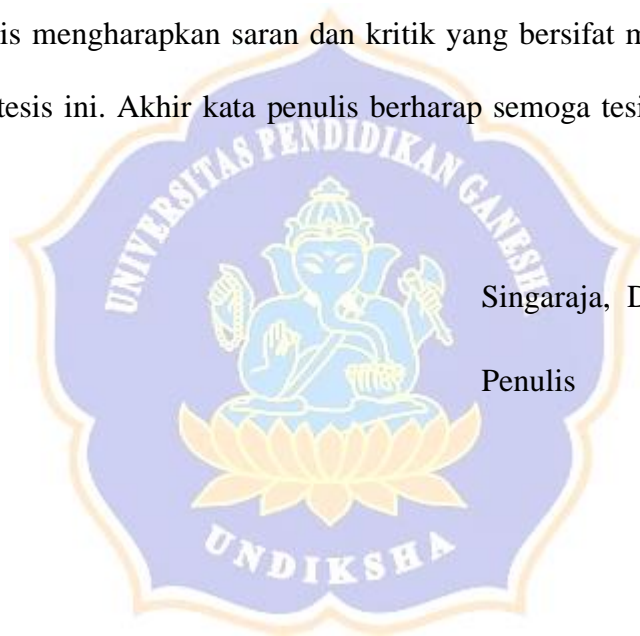 is mengharapkan saran dan kritik yang bersifat m
tesis ini. Akhir kata penulis berharap semoga tesi
UNIVERSITAS PENDIDIKAN GANESHA
Singaraja, D
Penulis
UNDIKSHA